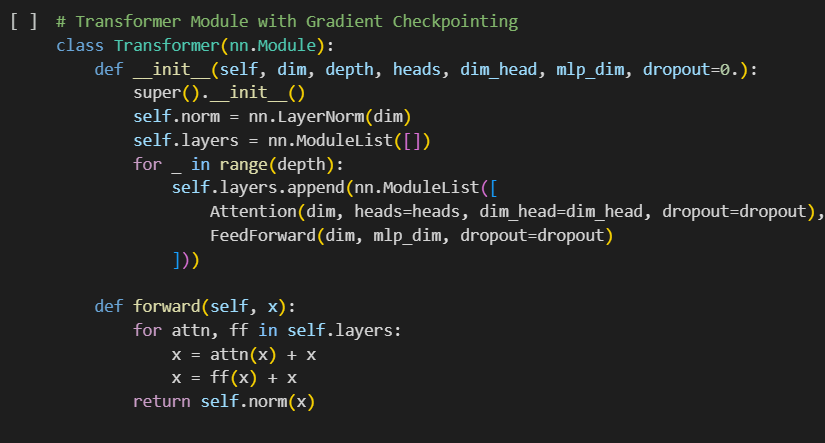 [ ] # Transformer Module with Gradient Checkpointing
class Transformer(nn.Module):
    def __init__(self, dim, depth, heads, dim_head, mlp_dim, dropout=0.):
        super().__init__()
        self.norm = nn.LayerNorm(dim)
        self.layers = nn.ModuleList([])
        for _ in range(depth):
            self.layers.append(nn.ModuleList([
                Attention(dim, heads=heads, dim_head=dim_head, dropout=dropout),
                FeedForward(dim, mlp_dim, dropout=dropout)
            ]))

    def forward(self, x):
        for attn, ff in self.layers:
            x = attn(x) + x
            x = ff(x) + x
        return self.norm(x)